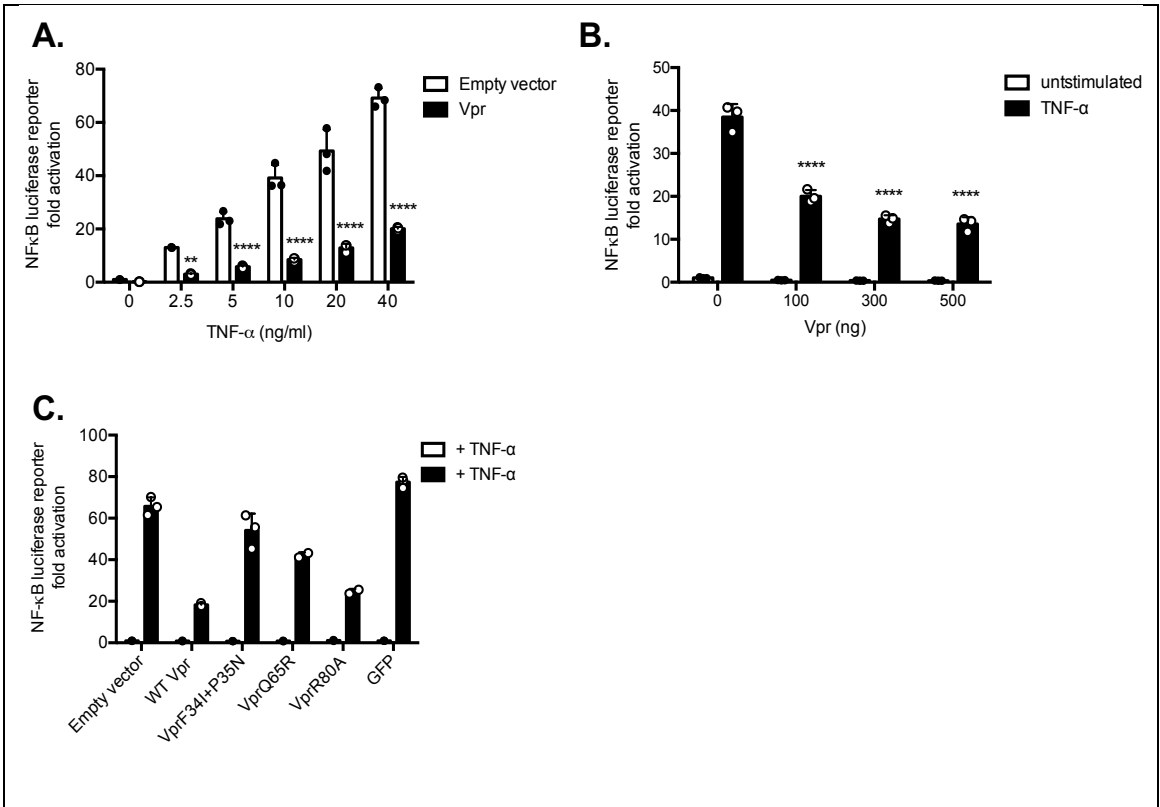 A.
80
60
40
20
0
NFκB luciferase reporter
fold activation
Empty vector
Vpr
**
****
****
****
****
0 2.5 5 10 20 40
TNF-α (ng/ml)
B.
50
40
30
20
10
0
NFκB luciferase reporter
fold activation
untstimulated
TNF-α
****
****
****
0 100 300 500
Vpr (ng)
C.
100
80
60
40
20
0
NF-κB luciferase reporter
fold activation
+ TNF-α
+ TNF-α
Empty vector
WT Vpr
VprF34I+P35N
VprQ65R
VprR80A
GFP